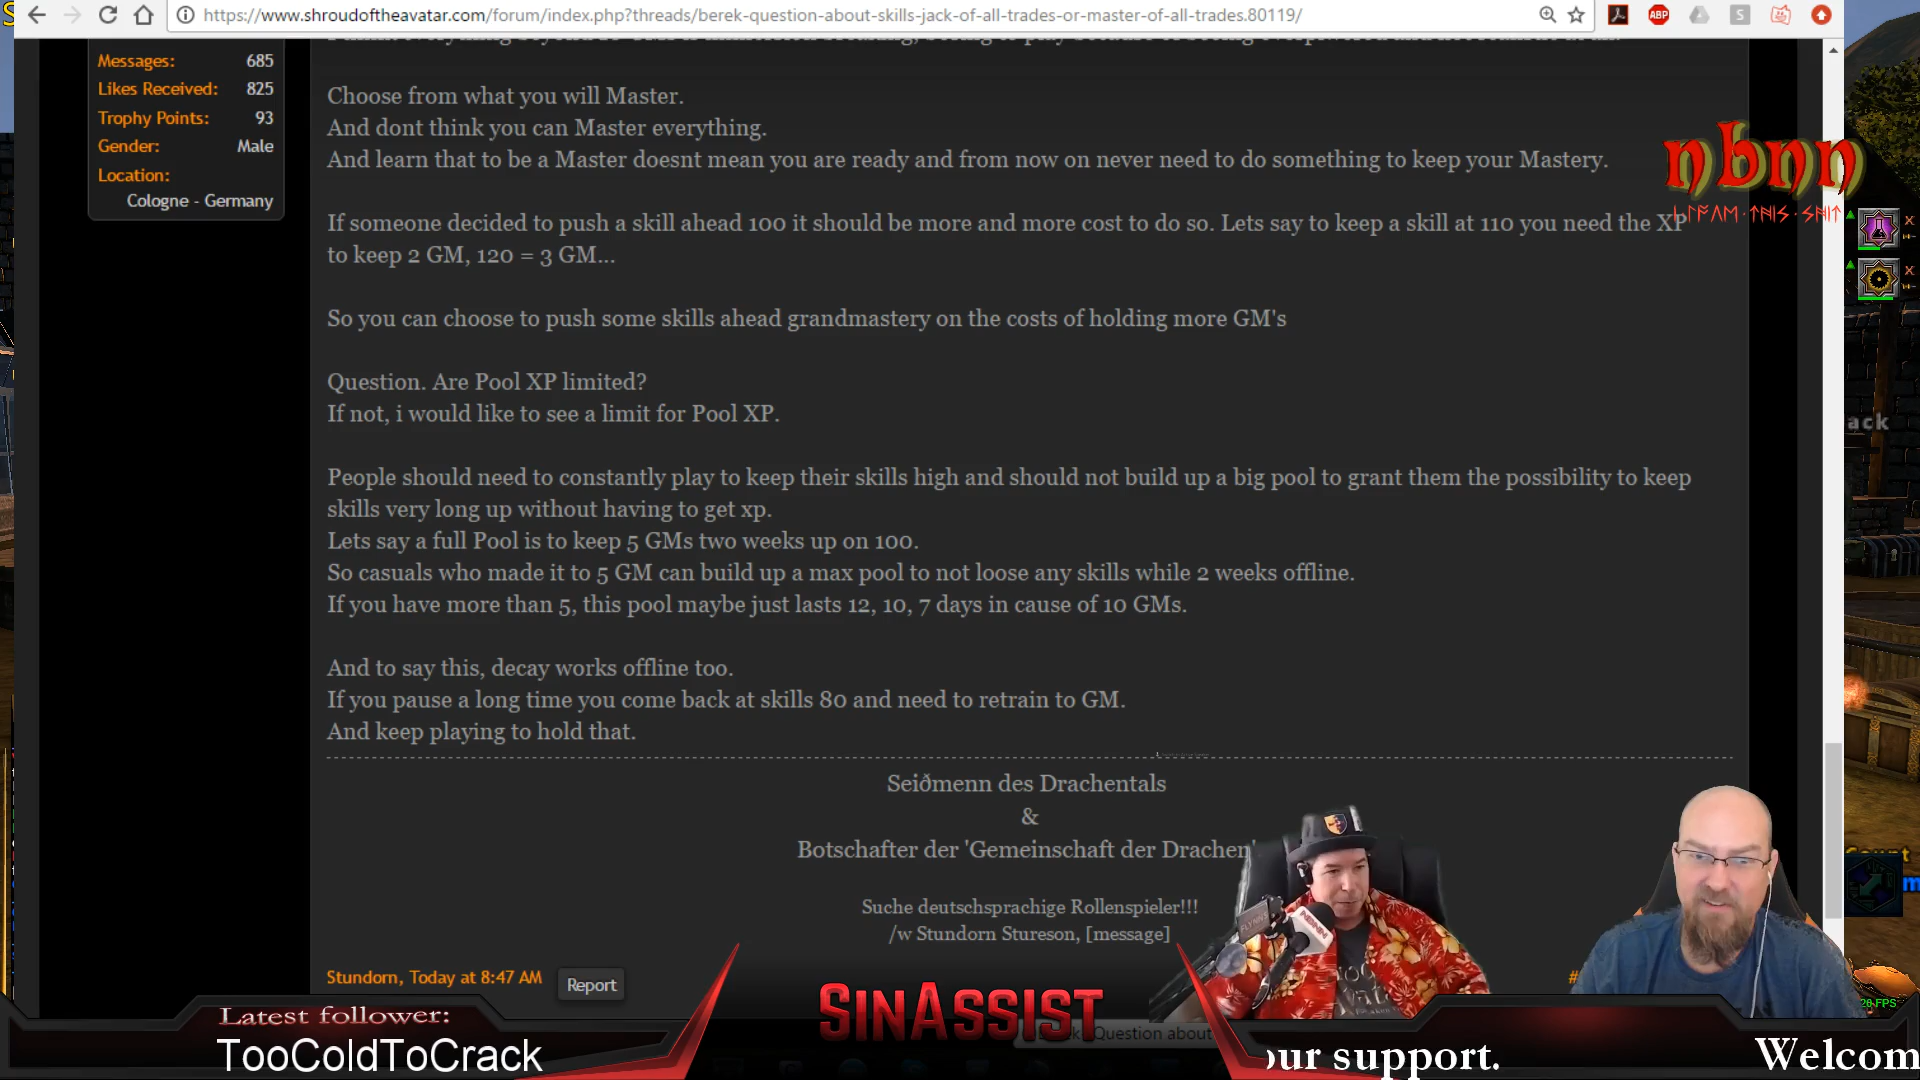 https://www.shroudoftheavatar.com/forum/index.php?threads/berek-question-about-skills-jack-of-all-trades-or-master-of-all-trades.80119/
ABP
S
Messages: 685
Likes Received: 825
Trophy Points: 93
Gender: Male
Location:
Cologne - Germany
Choose from what you will Master.
And dont think you can Master everything.
And learn that to be a Master doesnt mean you are ready and from now on never need to do something to keep your Mastery.
If someone decided to push a skill ahead 100 it should be more and more cost to do so. Lets say to keep a skill at 110 you need the XP
to keep 2 GM, 120 = 3 GM...
So you can choose to push some skills ahead grandmastery on the costs of holding more GM's
Question. Are Pool XP limited?
If not, i would like to see a limit for Pool XP.
People should need to constantly play to keep their skills high and should not build up a big pool to grant them the possibility to keep
skills very long up without having to get xp.
Lets say a full Pool is to keep 5 GMs two weeks up on 100.
So casuals who made it to 5 GM can build up a max pool to not loose any skills while 2 weeks offline.
If you have more than 5, this pool maybe just lasts 12, 10, 7 days in cause of 10 GMs.
And to say this, decay works offline too.
If you pause a long time you come back at skills 80 and need to retrain to GM.
And keep playing to hold that.
Seiðmenn des Drachentals
&
Botschafter der 'Gemeinschaft der Drachen'
Suche deutschsprachige Rollenspieler!!!
/w Stundorn Stureson, [message]
Stundorn, Today at 8:47 AM
Report
#
nbnn
ack
20 FPS
Latest follower:
TooColdToCrack
SINASSIST
Question about
our support.
Welcom